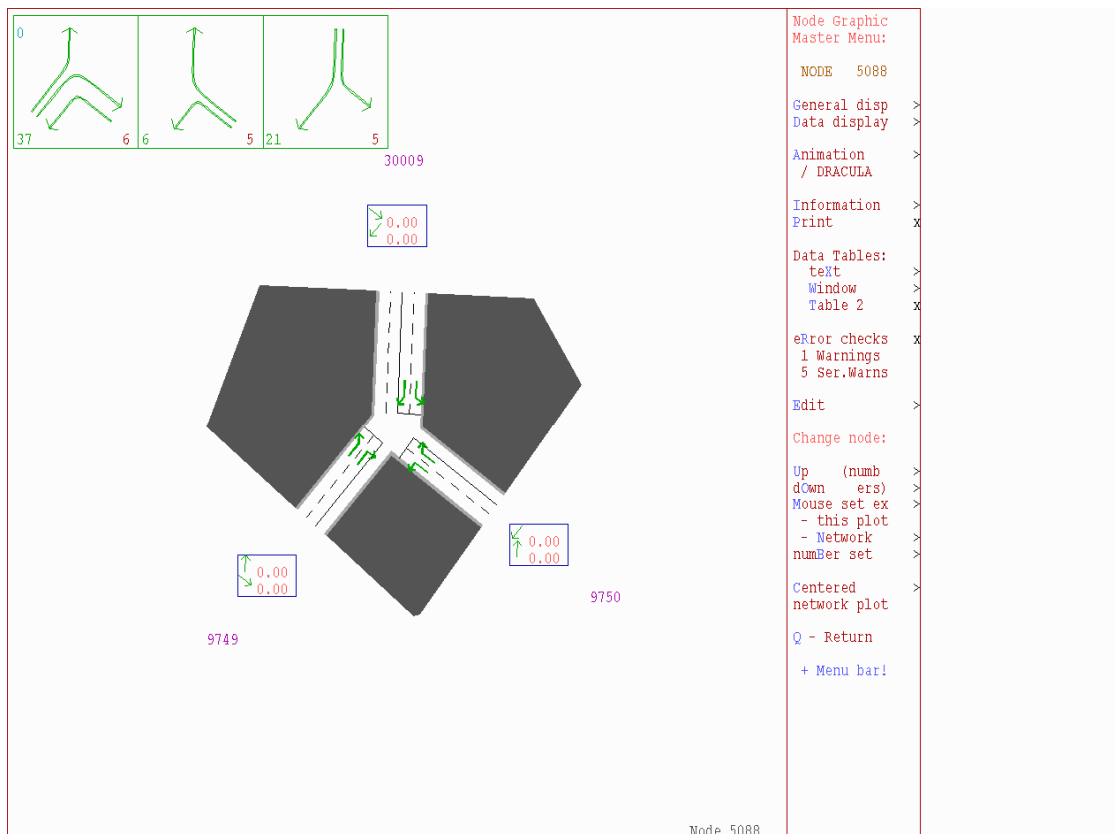 0
37 6 6 5 21 5
30009
0.00
0.00
0.00
0.00
0.00
0.00
9750
9749
Node 5088
Node Graphic
Master Menu:
NODE 5088
General disp >
Data display >
Animation >
/ DRACULA
Information >
Print x
Data Tables:
teXt >
Window >
Table 2 x
eRror checks x
1 Warnings
5 Ser.Warns
Edit >
Change node:
Up (numb >
dOwn ers) >
Mouse set ex >
- this plot
- Network >
numBer set >
Centered >
network plot
Q - Return
+ Menu bar!